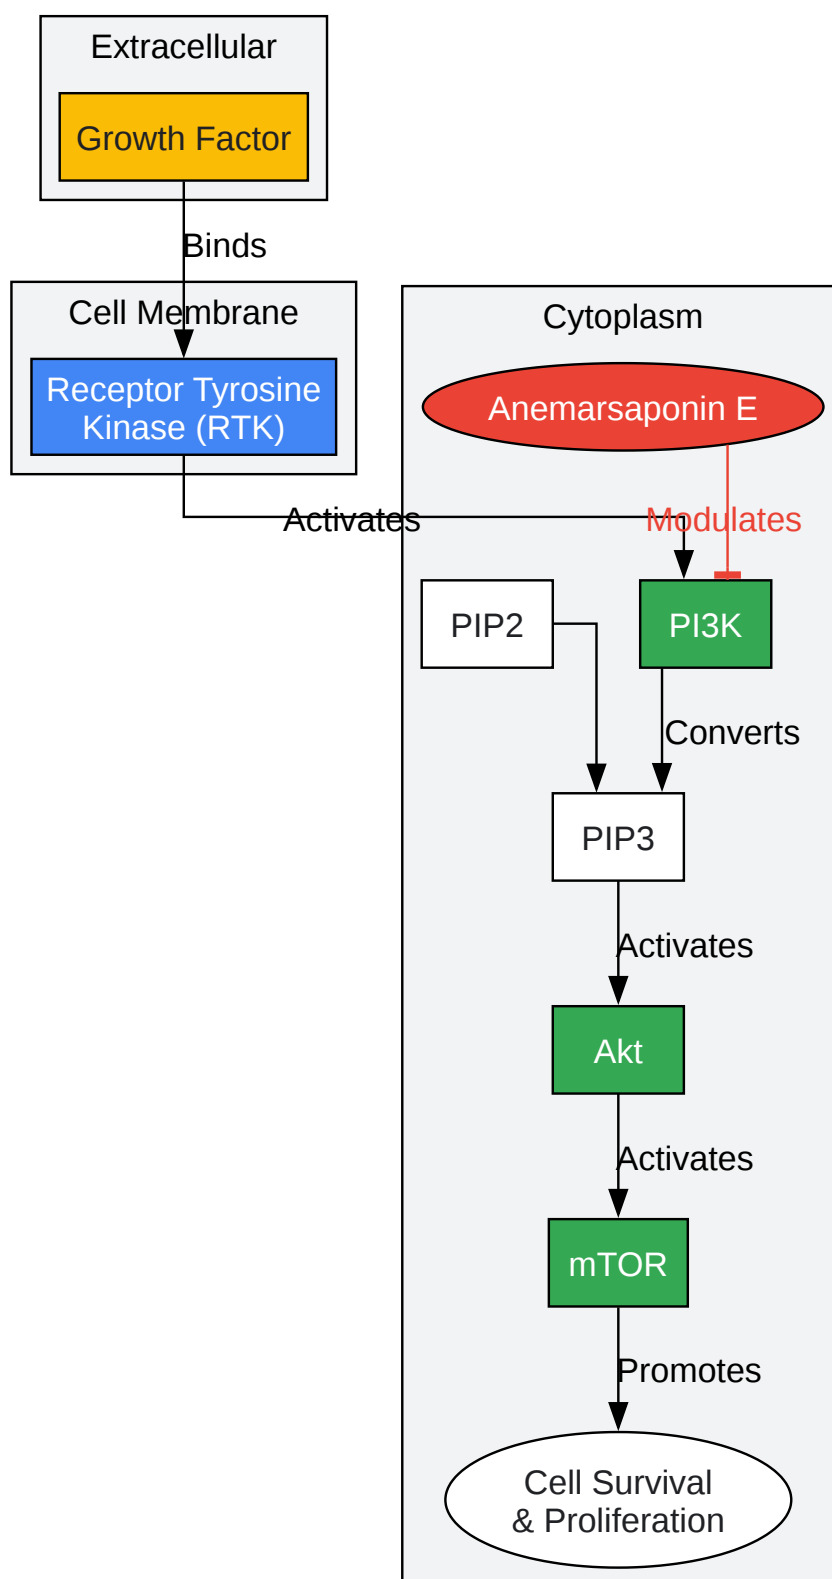 Extracellular
Growth Factor
Binds
Cell Membrane
Receptor Tyrosine
Kinase (RTK)
Cytoplasm
Anemarsaponin E
Activates
Modulates
PIP2
PI3K
Converts
PIP3
Activates
Akt
Activates
mTOR
Promotes
Cell Survival
& Proliferation